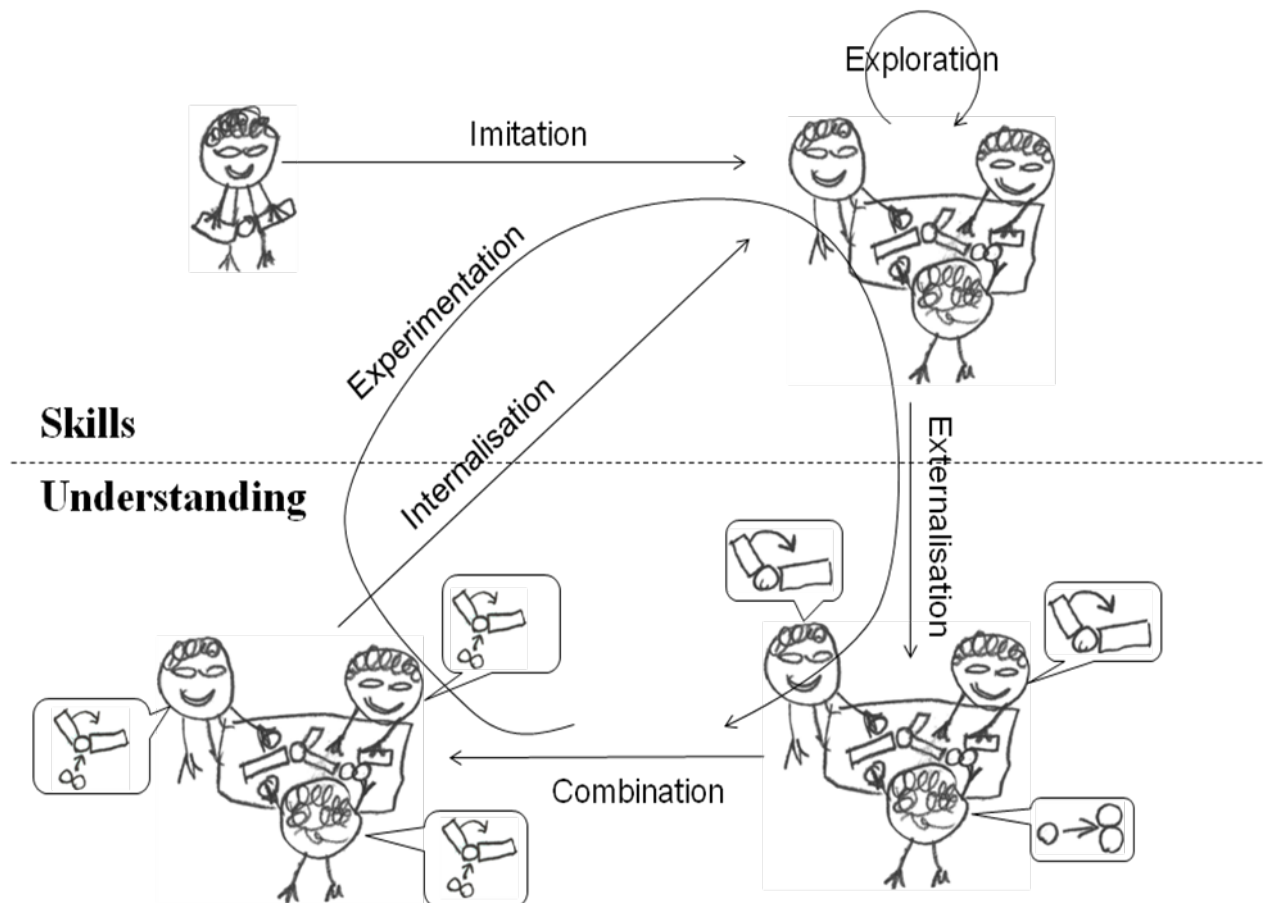 Exploration
Imitation
Experimentation
Internalisation
Skills
Externalisation
Understanding
Combination